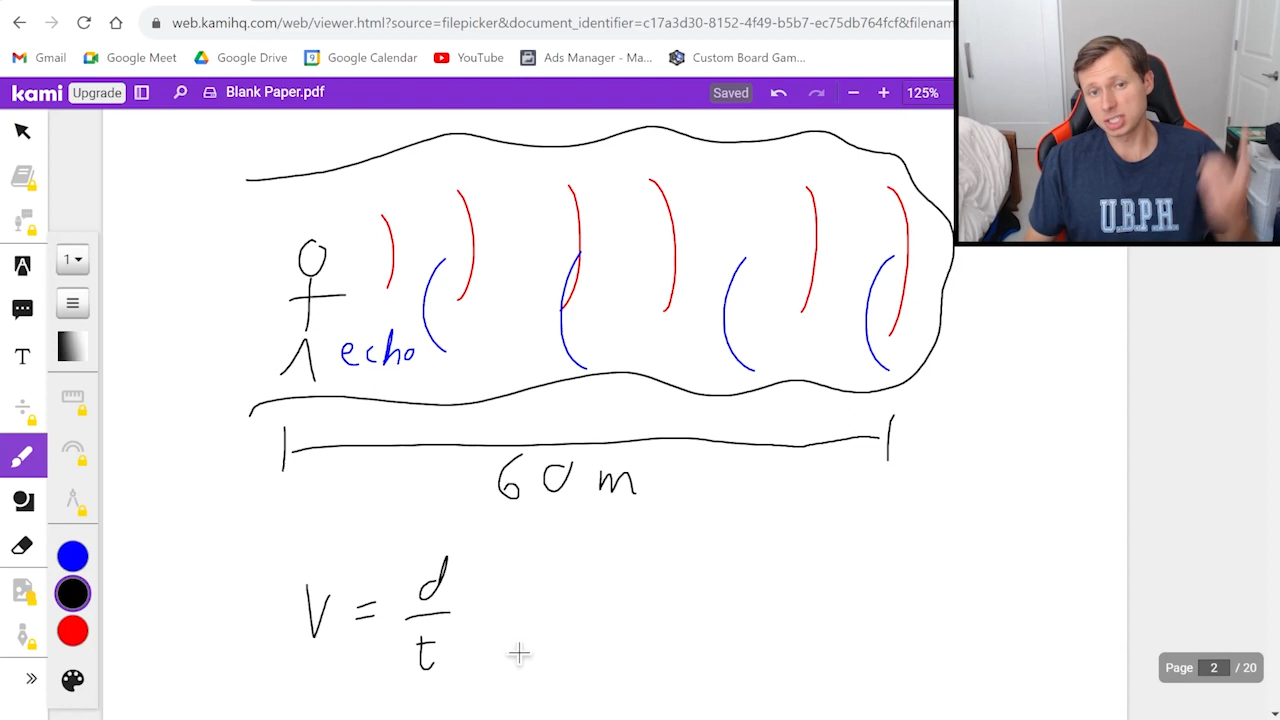 web.kamihq.com/web/viewer.html?source=filepicker&document_identifier=c17a3d30-8152-4f49-b5b7-ec75db764fcf&filenam
Gmail Google Meet Google Drive Google Calendar YouTube Ads Manager - Ma... Custom Board Gam...
kami Upgrade Blank Paper.pdf Saved 125%
U.B.P.H.
1
echo
60 m
V = d
t
T
Page 2 / 20